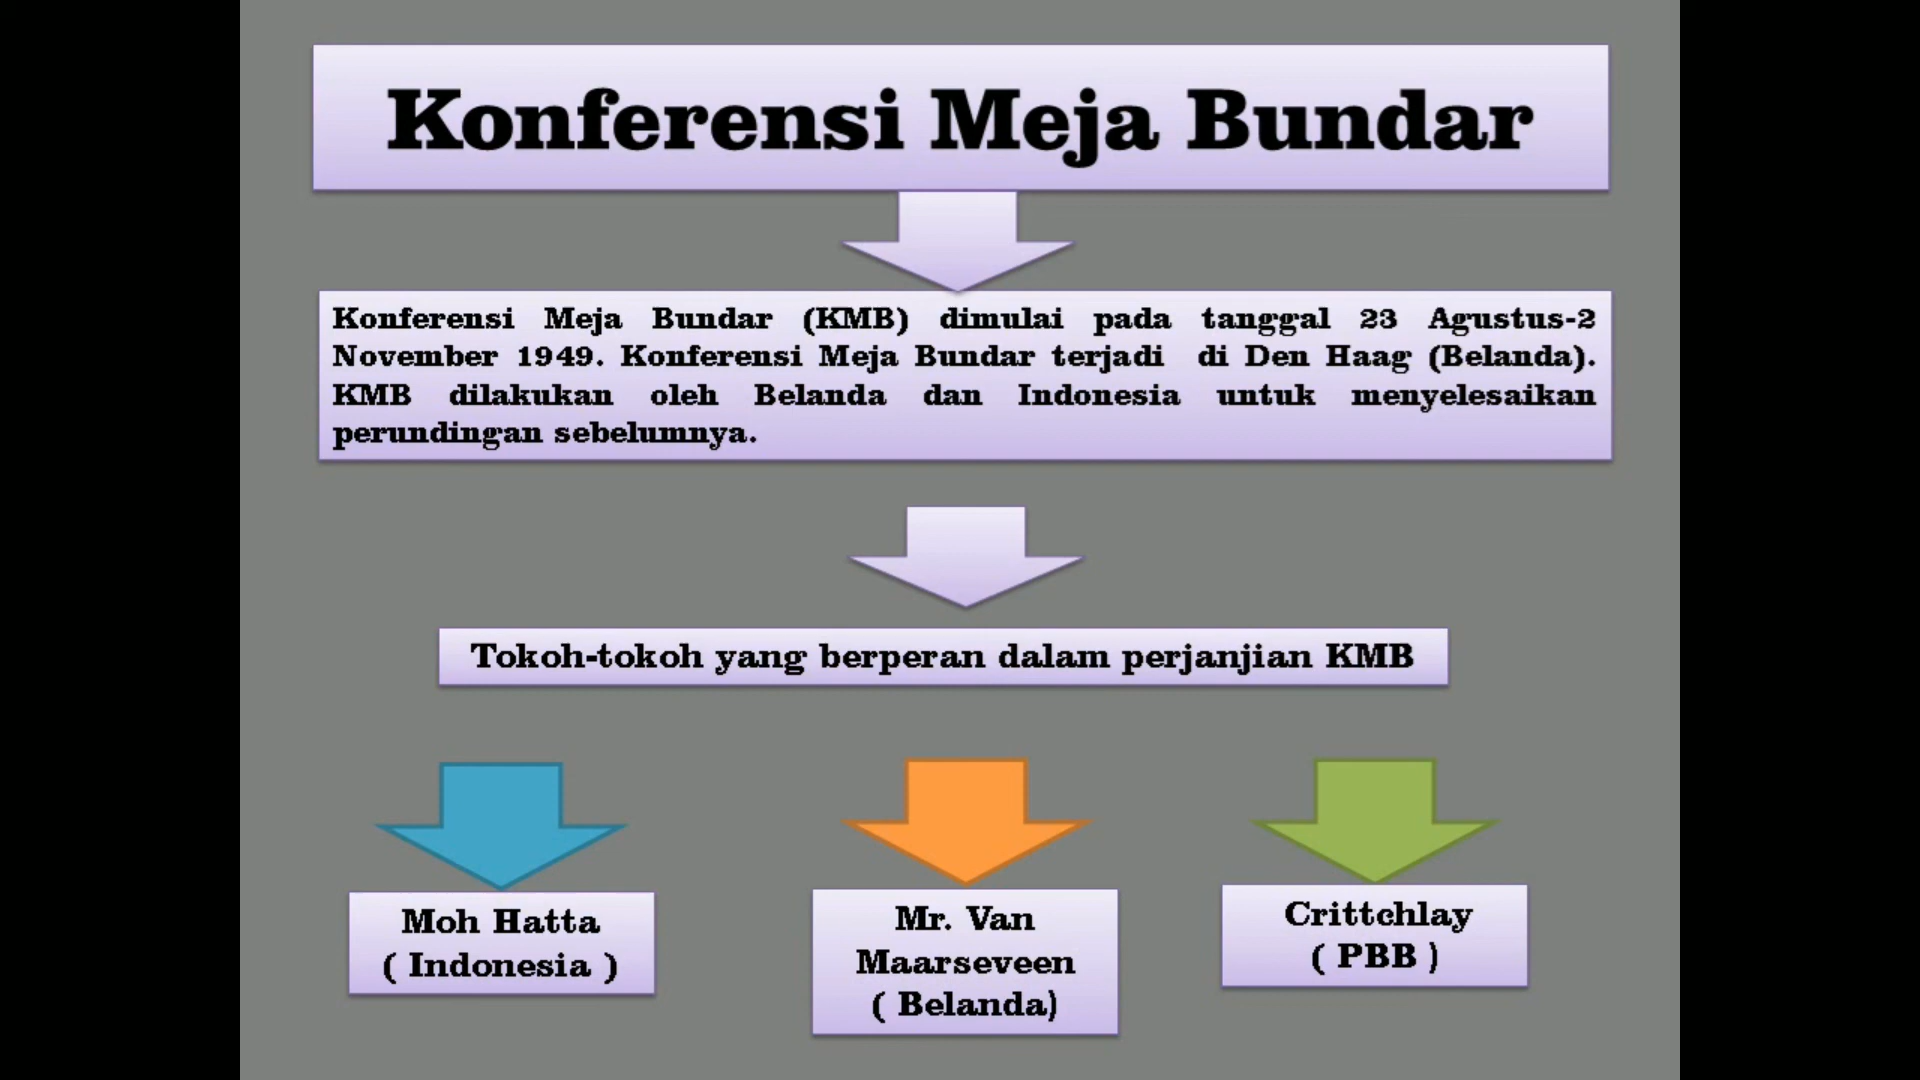 Konferensi Meja Bundar
Konferensi Meja Bundar (KMB) dimulai pada tanggal 23 Agustus-2
November 1949. Konferensi Meja Bundar terjadi di Den Haag (Belanda).
KMB dilakukan oleh Belanda dan Indonesia untuk menyelesaikan
perundingan sebelumnya.
Tokoh-tokoh yang berperan dalam perjanjian KMB
Moh Hatta
( Indonesia )
Mr. Van
Maarseveen
( Belanda)
Crittchlay
( PBB )